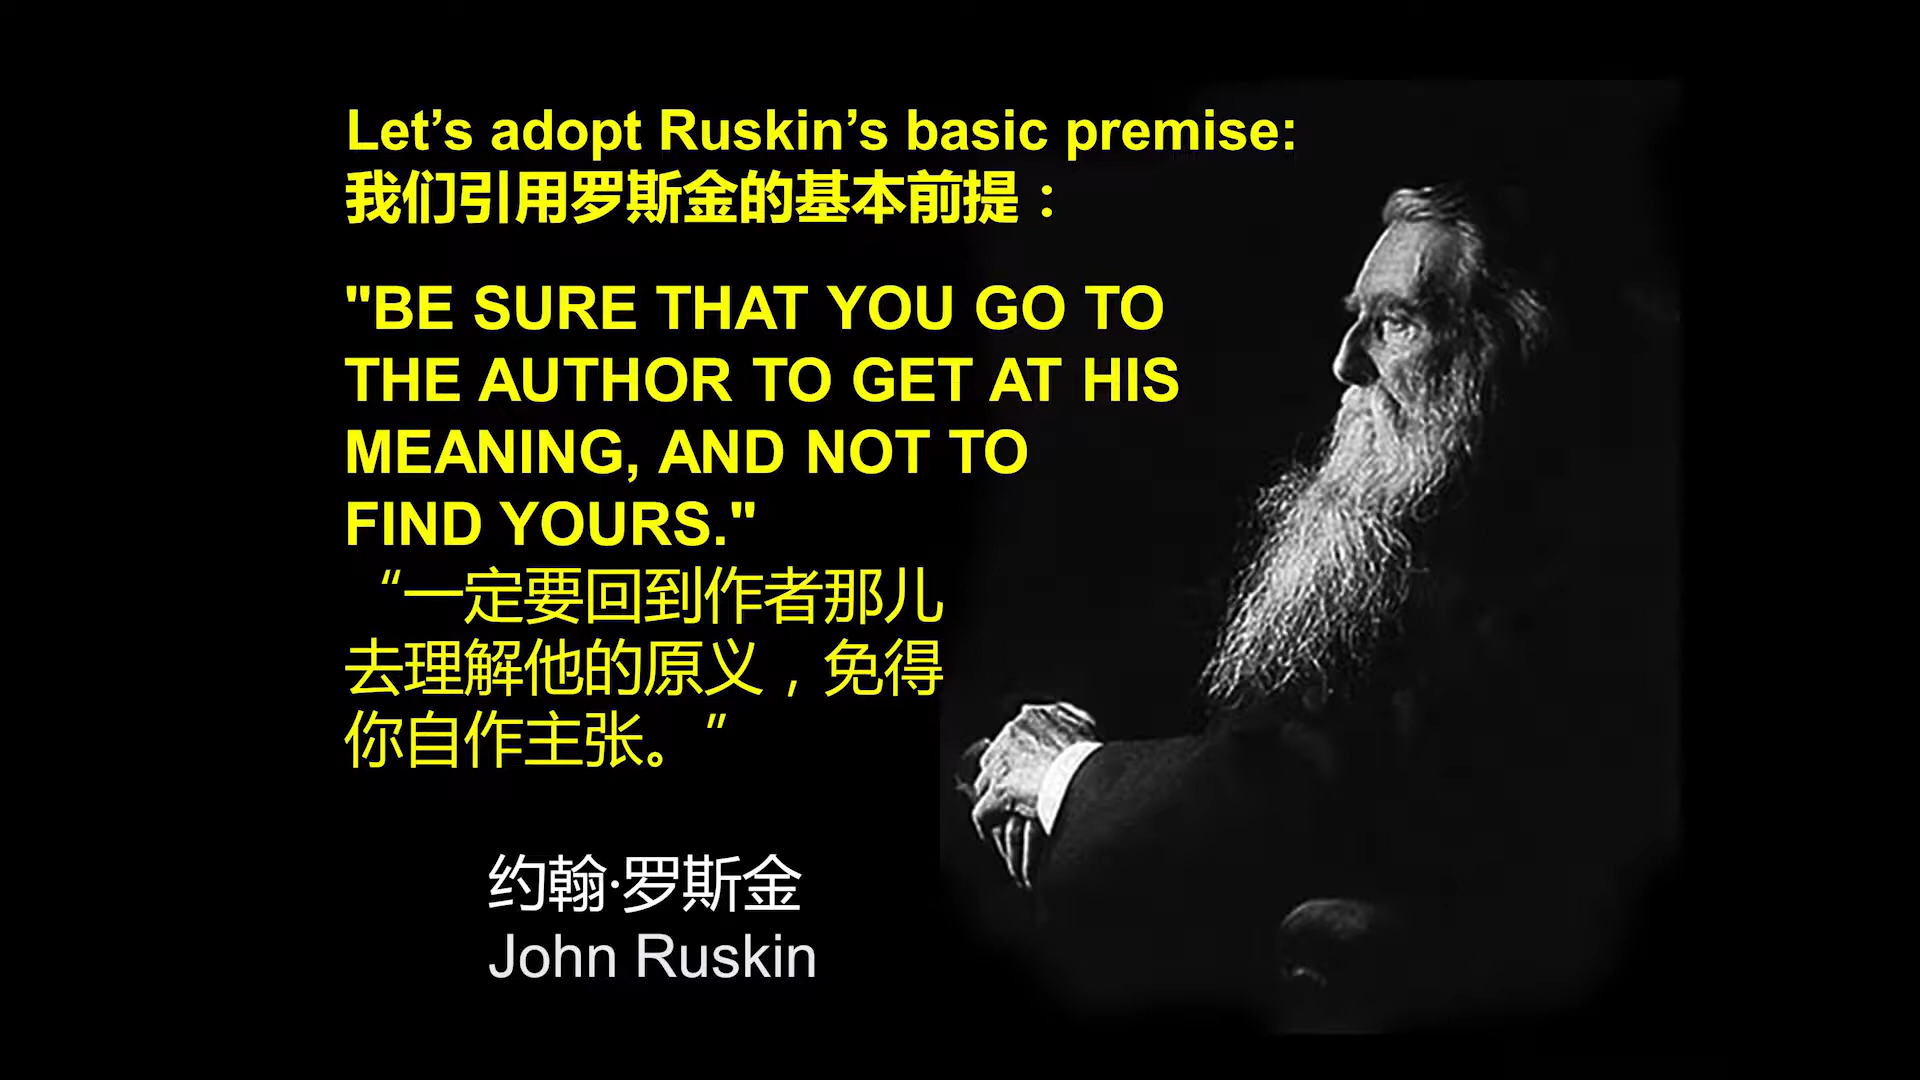 Let’s adopt Ruskin’s basic premise:
我们引用罗斯金的基本前提：
"BE SURE THAT YOU GO TO
THE AUTHOR TO GET AT HIS
MEANING, AND NOT TO
FIND YOURS."
“一定要回到作者那儿
去理解他的原义，免得
你自作主张。”
约翰·罗斯金
John Ruskin